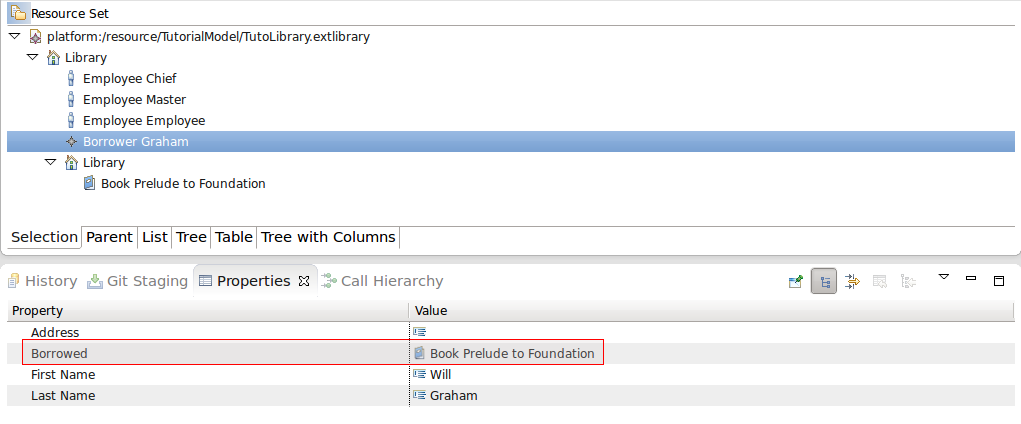 Resource Set
platform:/resource/TutorialModel/TutoLibrary.extlibrary
Library
Employee Chief
Employee Master
Employee Employee
Borrower Graham
Library
Book Prelude to Foundation
Selection Parent List Tree Table Tree with Columns
History Git Staging Properties Call Hierarchy
Property Value
Address
Borrowed Book Prelude to Foundation
First Name Will
Last Name Graham